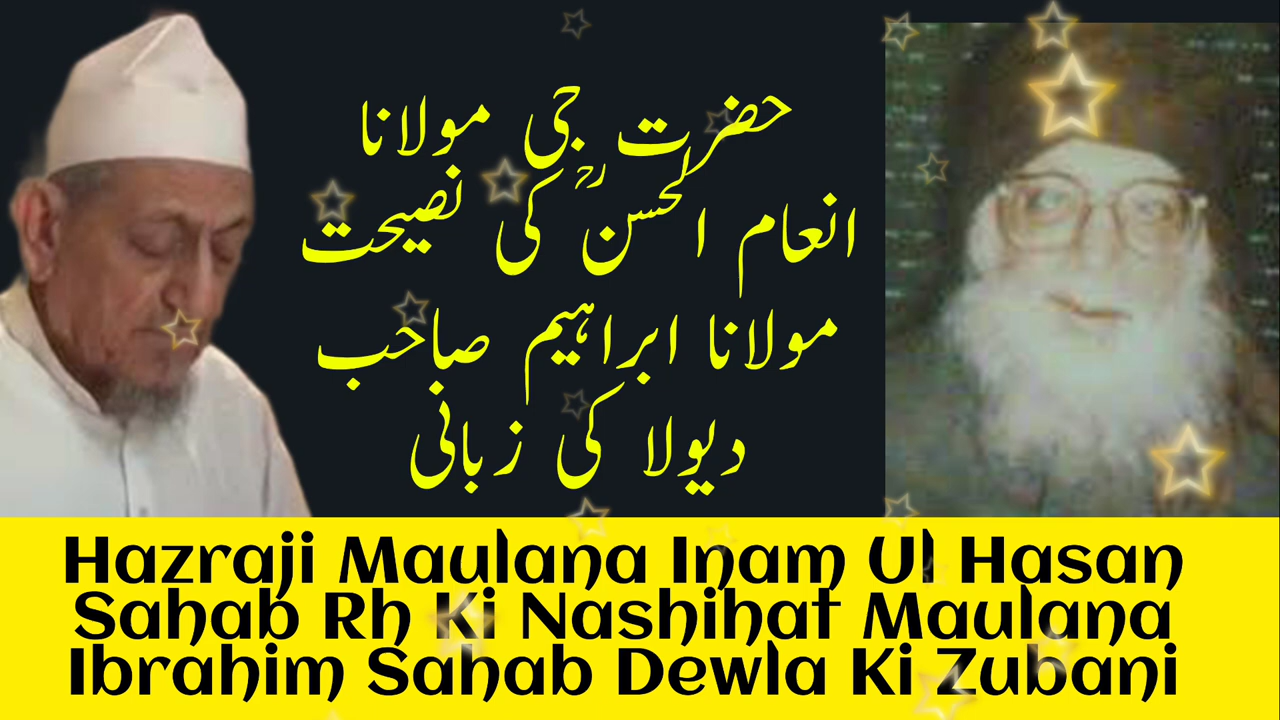 حضرت جی مولانا
انعام الحسنؒ کی نصیحت
مولانا ابراہیم صاحب
دیولا کی زبانی
Hazraji Maulana Inam Ul Hasan
Sahab Rh Ki Nashihat Maulana
Ibrahim Sahab Dewla Ki Zubani